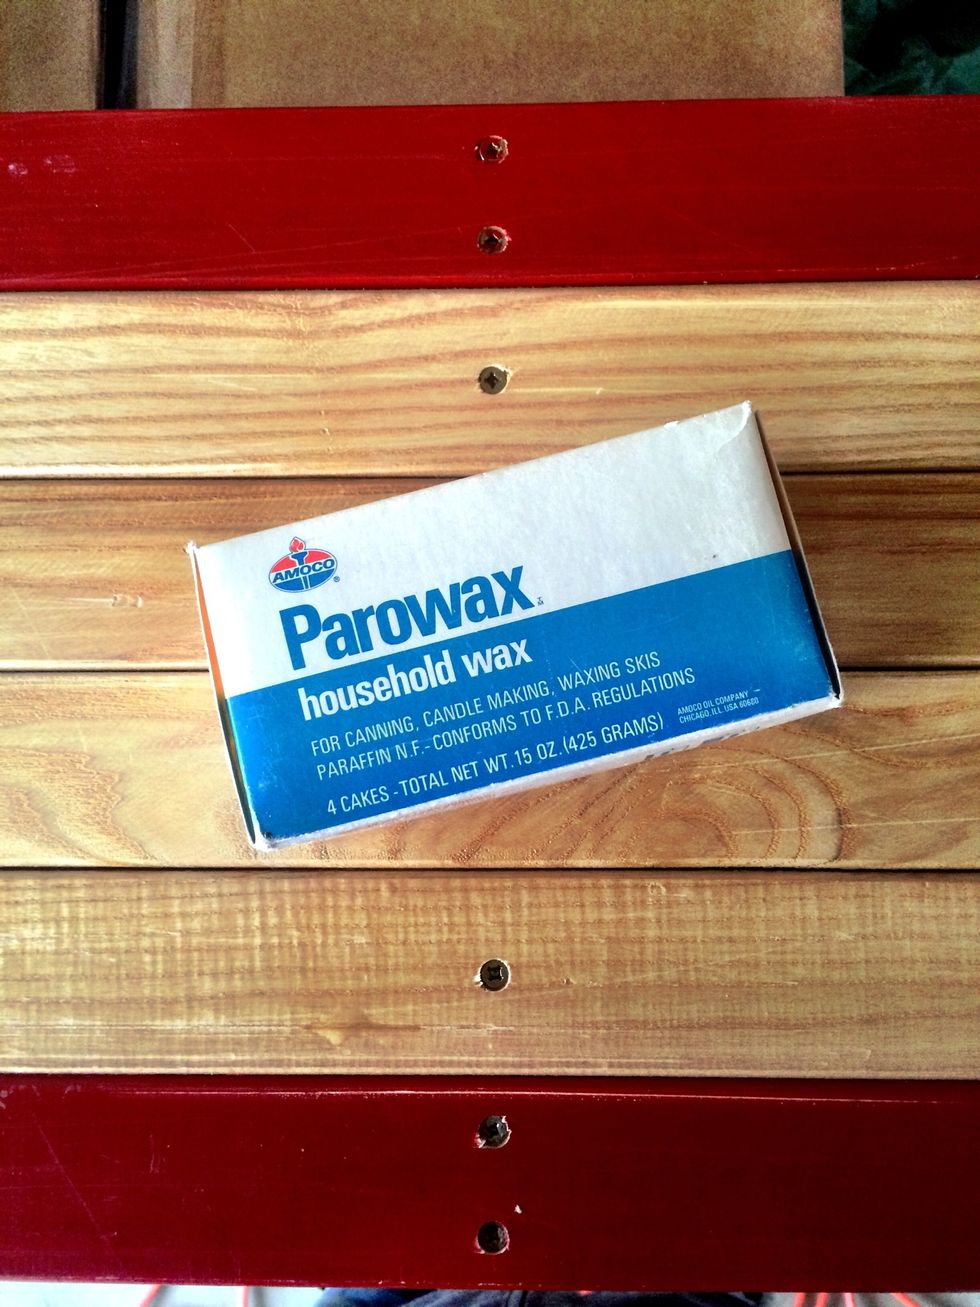 AMOCO
®
Parowax™
household wax
FOR CANNING, CANDLE MAKING, WAXING SKIS
PARAFFIN N.F.-CONFORMS TO F.D.A. REGULATIONS
4 CAKES-TOTAL NET WT. 15 OZ. (425 GRAMS)
AMOCO OIL COMPANY
CHICAGO, ILL. USA 60680